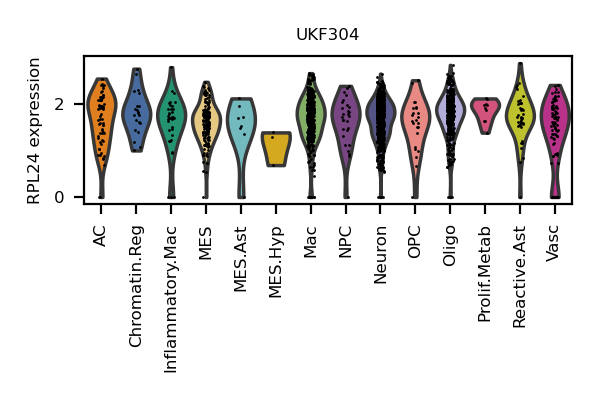 UKF304
RPL24 expression
2
0
AC
Chromatin.Reg
Inflammatory.Mac
MES
MES.Ast
MES.Hyp
Mac
NPC
Neuron
OPC
Oligo
Prolif.Metab
Reactive.Ast
Vasc